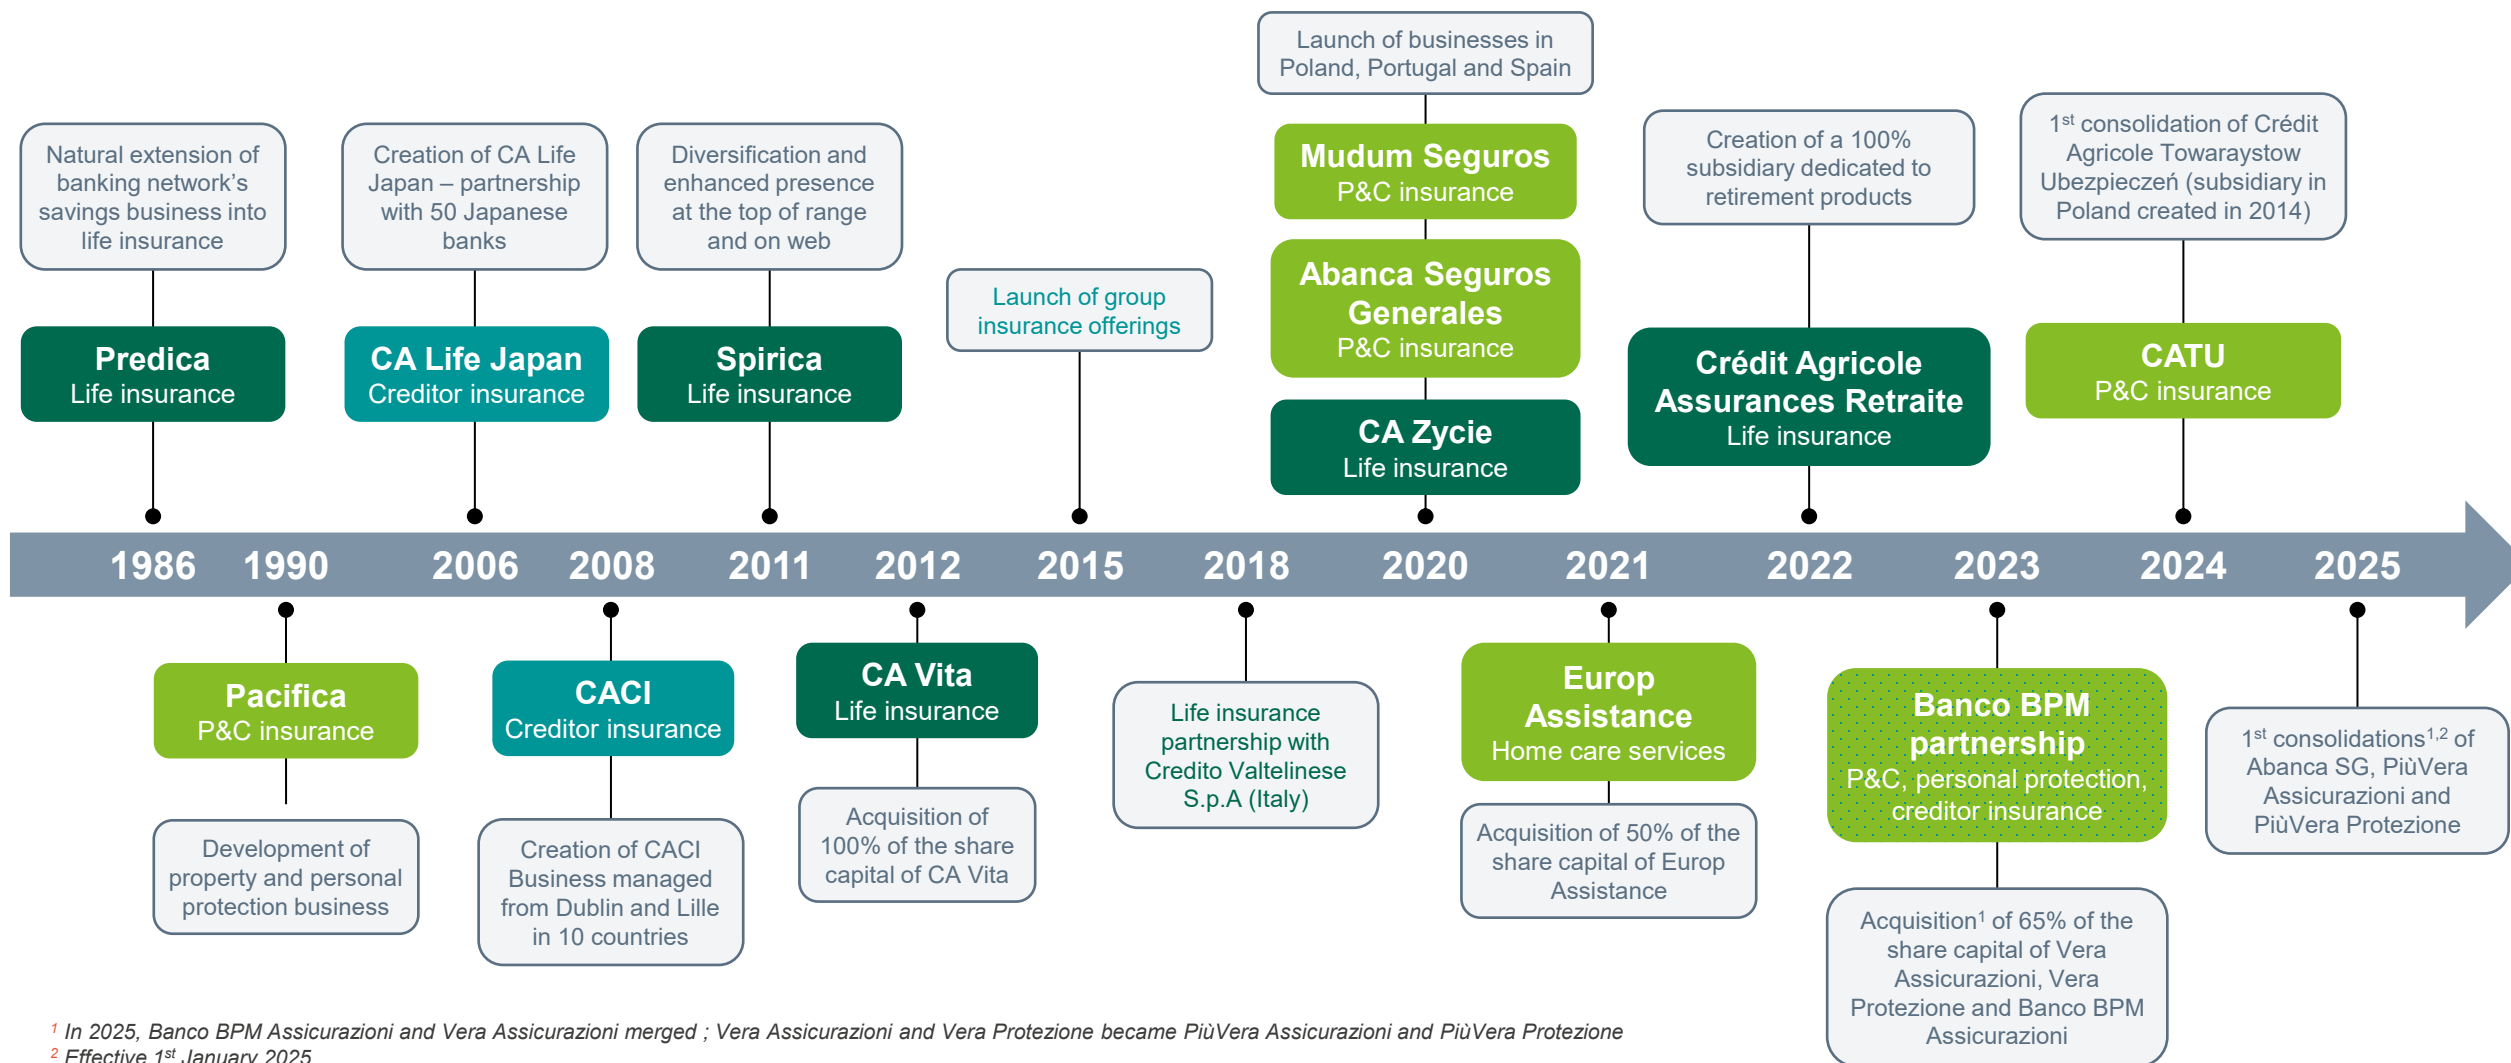 Launch of businesses in
Poland, Portugal and Spain
Natural extension of
banking network's
savings business into
life insurance
Creation of CA Life
Japan – partnership
with 50 Japanese
banks
Diversification and
enhanced presence
at the top of range
and on web
Launch of group
insurance offerings
Mudum Seguros
P&C insurance
Abanca Seguros
Generales
P&C insurance
CA Zycie
Life insurance
Creation of a 100%
subsidiary dedicated to
retirement products
1st consolidation of Crédit
Agricole Towaraystow
Ubezpieczeń (subsidiary in
Poland created in 2014)
Predica
Life insurance
CA Life Japan
Creditor insurance
Spirica
Life insurance
Crédit Agricole
Assurances Retraite
Life insurance
CATU
P&C insurance
1986 1990 2006 2008 2011 2012 2015 2018 2020 2021 2022 2023 2024 2025
Pacifica
P&C insurance
Development of
property and personal
protection business
CACI
Creditor insurance
Creation of CACI
Business managed
from Dublin and Lille
in 10 countries
CA Vita
Life insurance
Acquisition of
100% of the share
capital of CA Vita
Life insurance
partnership with
Credito Valtelinese
S.p.A (Italy)
Europ
Assistance
Home care services
Acquisition of 50% of the
share capital of Europ
Assistance
Banco BPM
partnership
P&C, personal protection,
creditor insurance
Acquisition1 of 65% of the
share capital of Vera
Assicurazioni, Vera
Protezione and Banco BPM
Assicurazioni
1st consolidations1,2 of
Abanca SG, PiùVera
Assicurazioni and
PiùVera Protezione
1 In 2025, Banco BPM Assicurazioni and Vera Assicurazioni merged ; Vera Assicurazioni and Vera Protezione became PiùVera Assicurazioni and PiùVera Protezione
2 Effective 1st January 2025